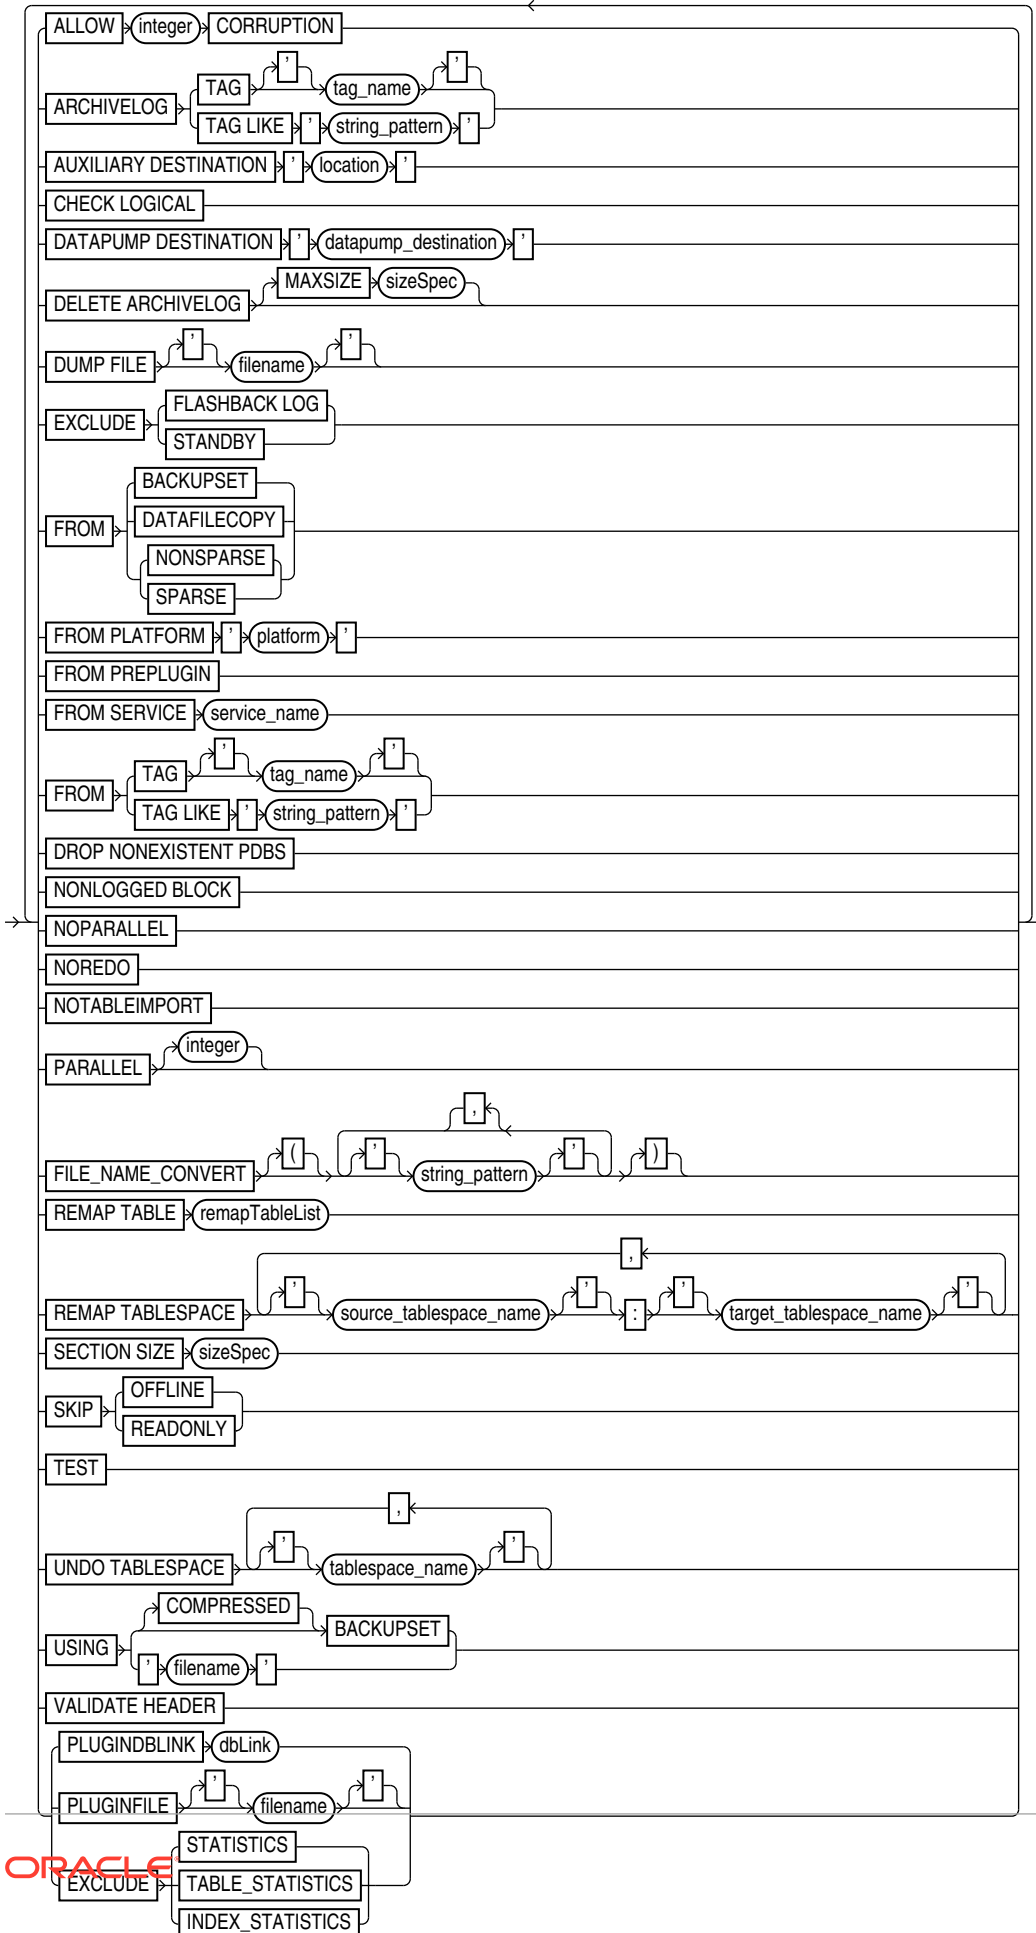 ALLOW integer CORRUPTION
' '
TAG tag_name
ARCHIVELOG
TAG LIKE ' string_pattern '
AUXILIARY DESTINATION ' location '
CHECK LOGICAL
DATAPUMP DESTINATION ' datapump_destination '
MAXSIZE sizeSpec
DELETE ARCHIVELOG
' '
DUMP FILE filename
FLASHBACK LOG
EXCLUDE
STANDBY
BACKUPSET
DATAFILECOPY
FROM
NONSPARSE
SPARSE
FROM PLATFORM ' platform '
FROM PREPLUGIN
FROM SERVICE service_name
' '
TAG tag_name
FROM
TAG LIKE ' string_pattern '
DROP NONEXISTENT PDBS
NONLOGGED BLOCK
NOPARALLEL
NOREDO
NOTABLEIMPORT
integer
PARALLEL
,
( ' ' )
FILE_NAME_CONVERT string_pattern
REMAP TABLE remapTableList
,
' ' ' '
REMAP TABLESPACE source_tablespace_name : target_tablespace_name
SECTION SIZE sizeSpec
OFFLINE
SKIP
READONLY
TEST
,
' '
UNDO TABLESPACE tablespace_name
COMPRESSED
BACKUPSET
USING
' filename '
VALIDATE HEADER
PLUGINDBLINK dbLink
' '
PLUGINFILE filename
STATISTICS
ORACLE
EXCLUDE TABLE_STATISTICS
INDEX_STATISTICS